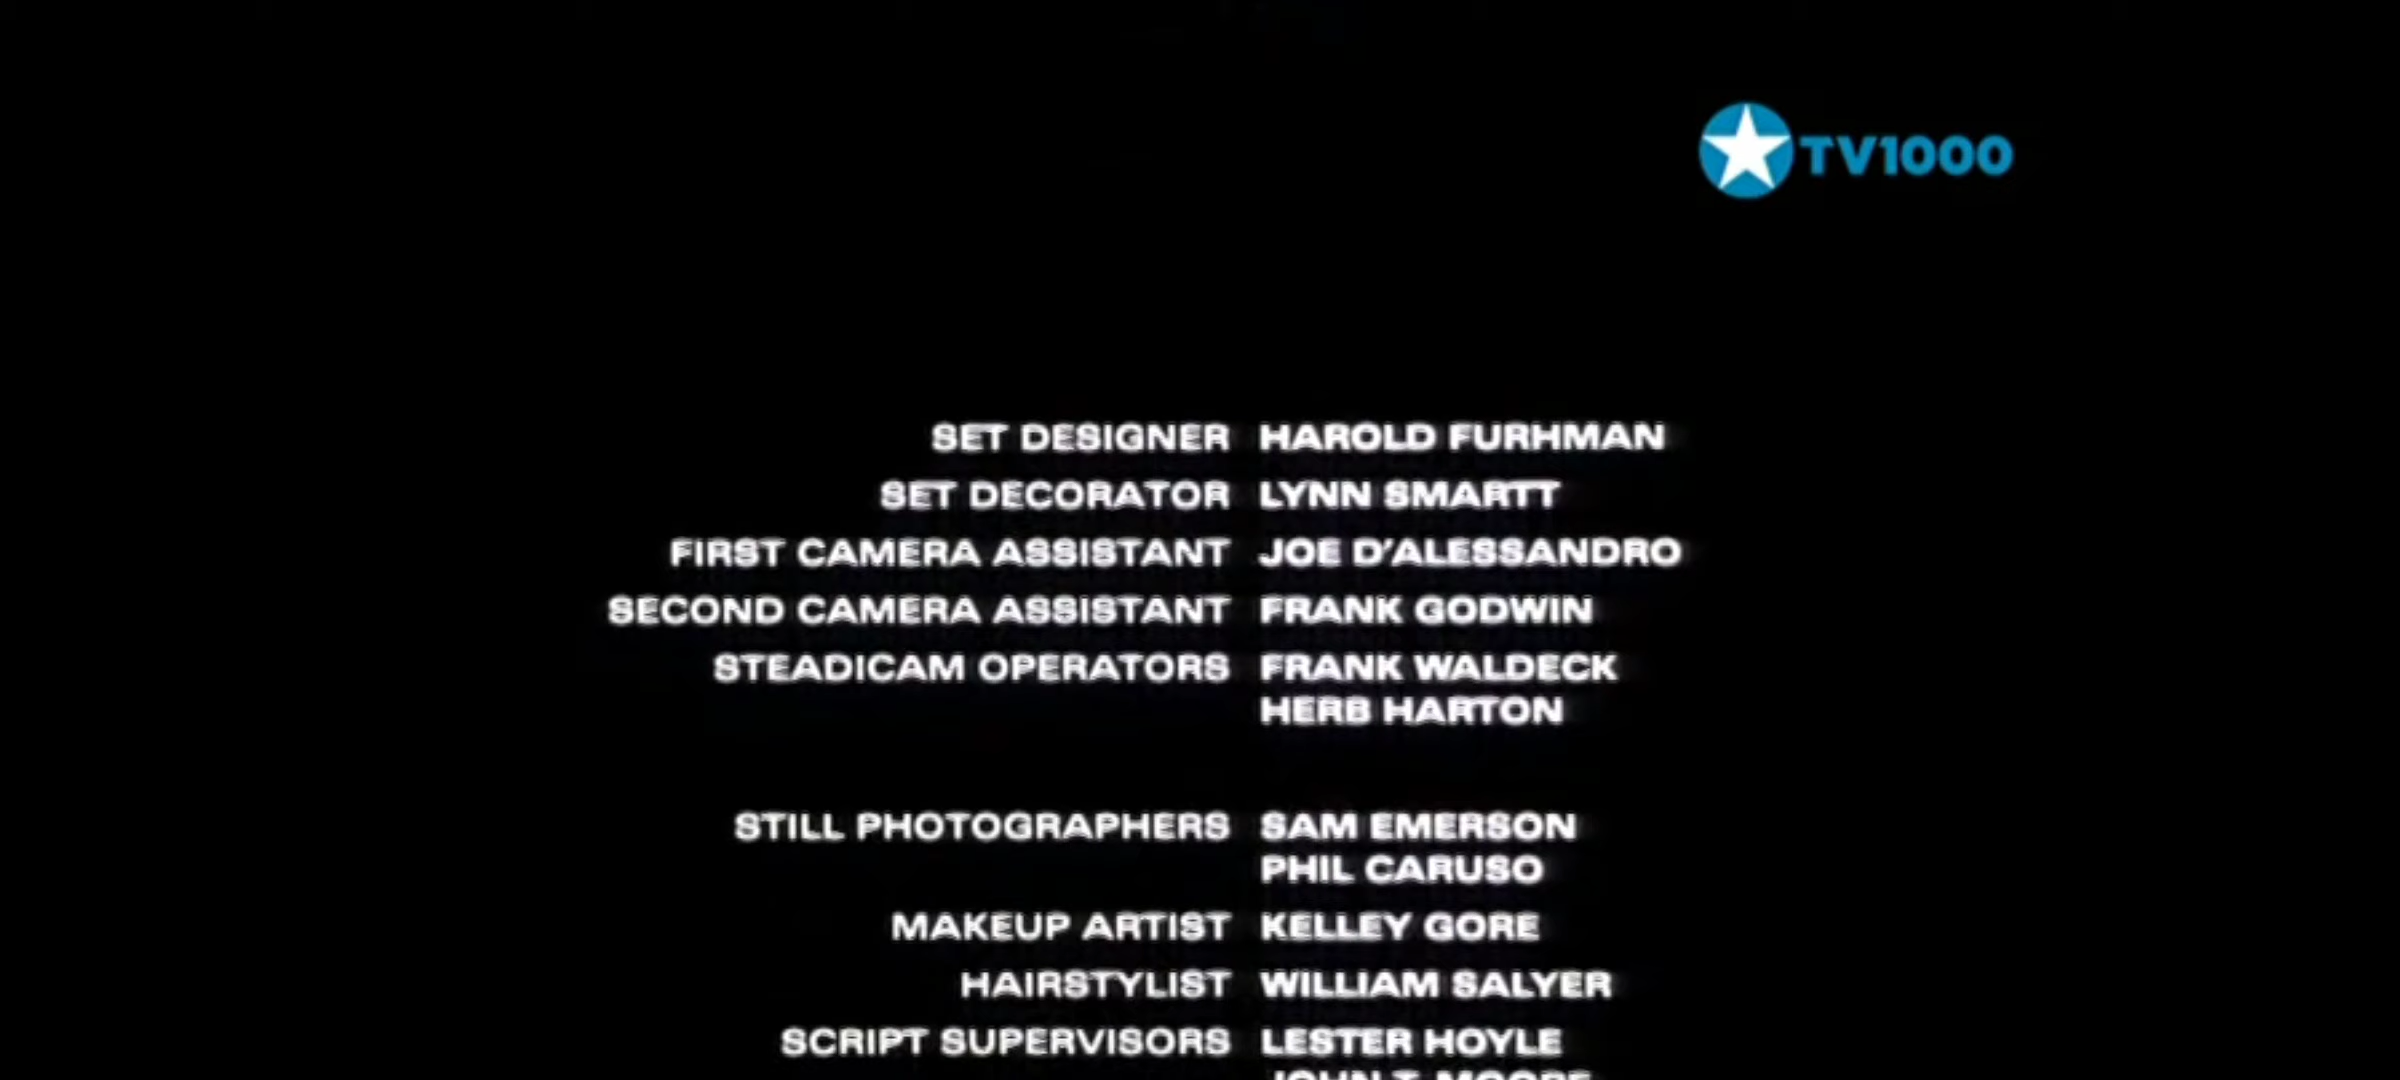 TV1000
SET DESIGNER HAROLD FURHMAN
SET DECORATOR LYNN SMARTT
FIRST CAMERA ASSISTANT JOE D'ALESSANDRO
SECOND CAMERA ASSISTANT FRANK GODWIN
STEADICAM OPERATORS FRANK WALDECK
HERB HARTON
STILL PHOTOGRAPHERS SAM EMERSON
PHIL CARUSO
MAKEUP ARTIST KELLEY GORE
HAIRSTYLIST WILLIAM SALYER
SCRIPT SUPERVISORS LESTER HOYLE
JOHN T. MOORE